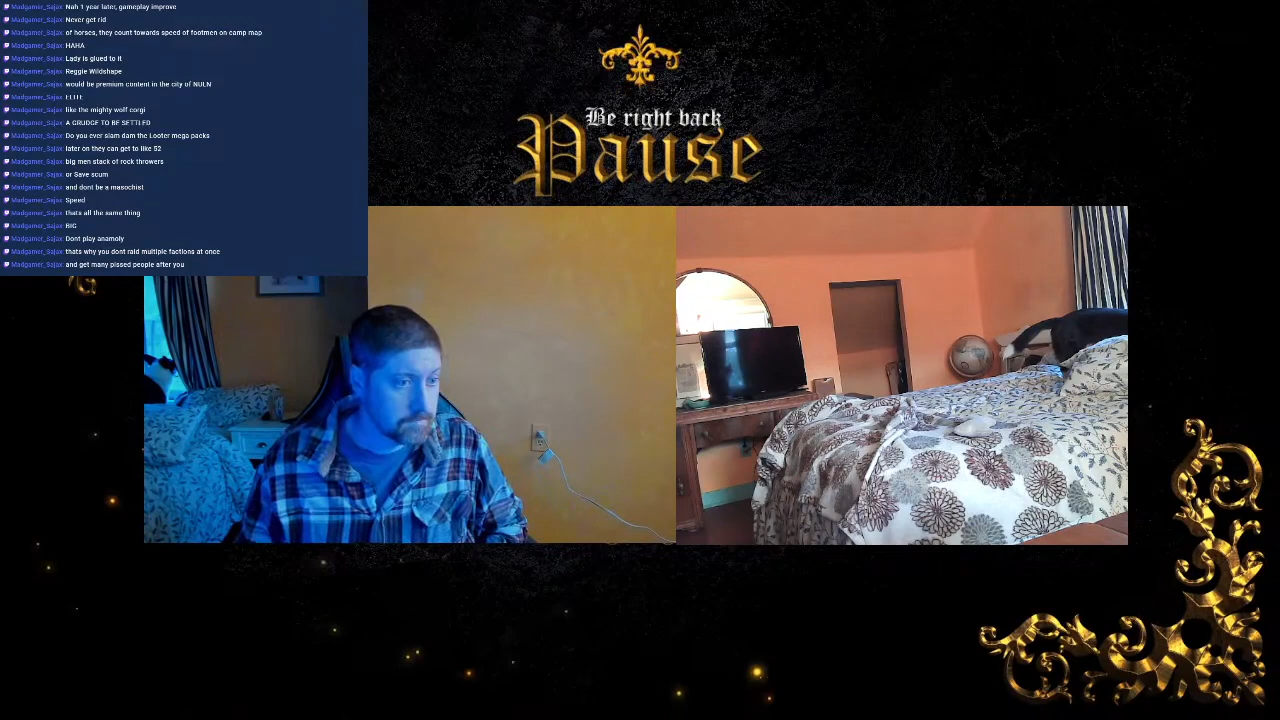 Madgamer_Sajax: Nah 1 year later, gameplay improve
Madgamer_Sajax: Never get rid
Madgamer_Sajax: of horses, they count towards speed of footmen on camp map
Madgamer_Sajax: HAHA
Madgamer_Sajax: Lady is glued to it
Madgamer_Sajax: Reggie Wildshape
Madgamer_Sajax: would be premium content in the city of NULN
Madgamer_Sajax: ELITE
Madgamer_Sajax: like the mighty wolf corgi
Madgamer_Sajax: A GRUDGE TO BE SETTLED
Madgamer_Sajax: Do you ever slam dam the Looter mega packs
Madgamer_Sajax: later on they can get to like 52
Madgamer_Sajax: big men stack of rock throwers
Madgamer_Sajax: or Save scum
Madgamer_Sajax: and dont be a masochist
Madgamer_Sajax: Speed
Madgamer_Sajax: thats all the same thing
Madgamer_Sajax: BIG
Madgamer_Sajax: Dont play anamoly
Madgamer_Sajax: thats why you dont raid multiple factions at once
Madgamer_Sajax: and get many pissed people after you
Be right back
Pause